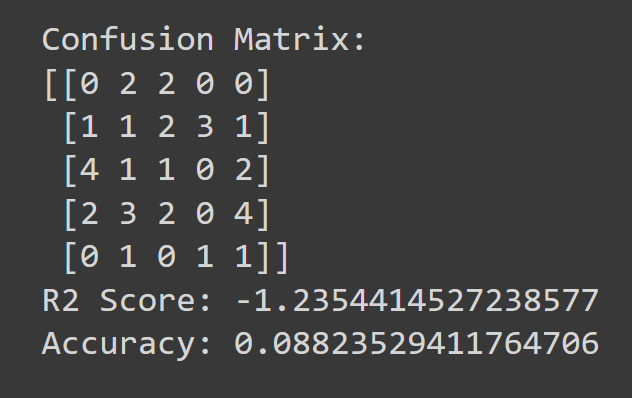 Confusion Matrix:
[[0 2 2 0 0]
 [1 1 2 3 1]
 [4 1 1 0 2]
 [2 3 2 0 4]
 [0 1 0 1 1]]
R2 Score: -1.2354414527238577
Accuracy: 0.08823529411764706